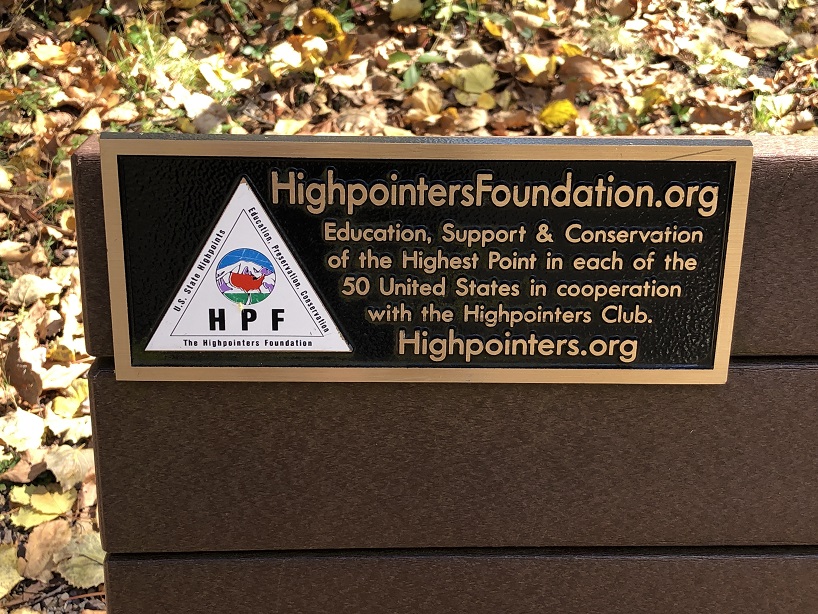 HighpointersFoundation.org
Education, Support & Conservation
of the Highest Point in each of the
50 United States in cooperation
with the Highpointers Club.
Highpointers.org
U.S. State Highpoints
Education, Preservation, Conservation
HPF
The Highpointers Foundation